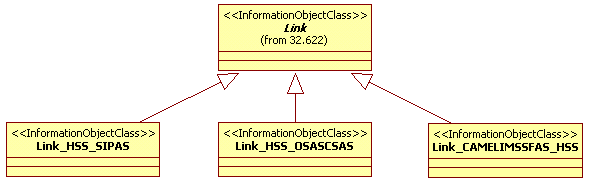 <<InformationObjectClass>>
Link
(from 32.622)
<<InformationObjectClass>>
Link_HSS_SIPAS
<<InformationObjectClass>>
Link_HSS_OSASCSAS
<<InformationObjectClass>>
Link_CAMELIMSSFAS_HSS